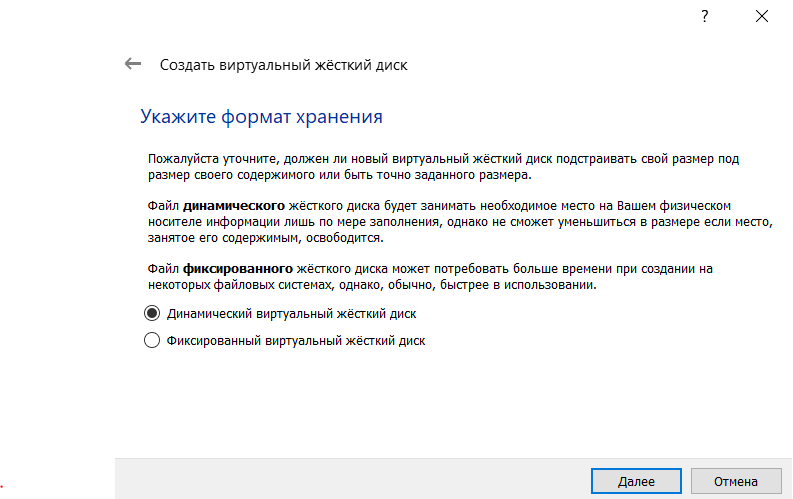 ?
Создать виртуальный жёсткий диск
Укажите формат хранения
Пожалуйста уточните, должен ли новый виртуальный жёсткий диск подстраивать свой размер под
размер своего содержимого или быть точно заданного размера.
Файл динамического жёсткого диска будет занимать необходимое место на Вашем физическом
носителе информации лишь по мере заполнения, однако не сможет уменьшиться в размере если место,
занятое его содержимым, освободится.
Файл фиксированного жёсткого диска может потребовать больше времени при создании на
некоторых файловых системах, однако, обычно, быстрее в использовании.
Динамический виртуальный жёсткий диск
Фиксированный виртуальный жёсткий диск
Далее
Отмена